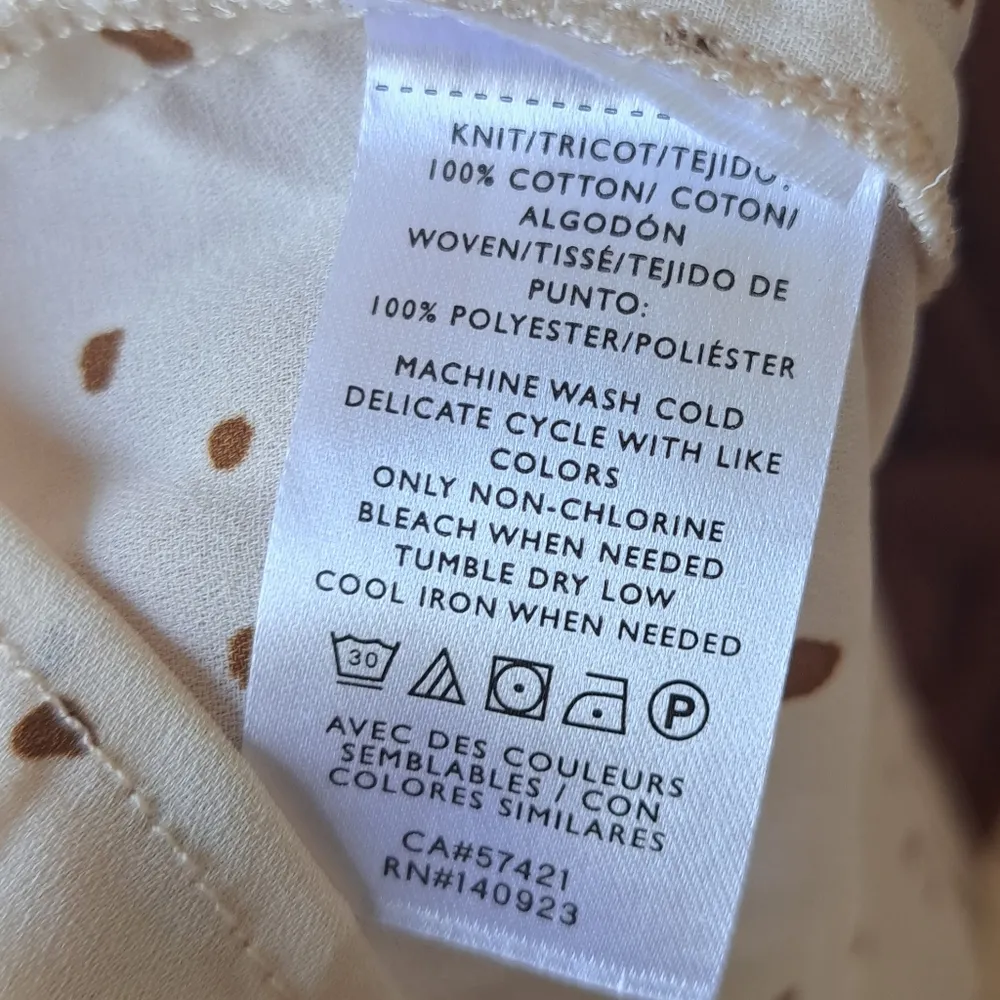 KNIT/TRICOT/TEJIDO:
100% COTTON/ COTON/
ALGODÓN
WOVEN/TISSÉ/TEJIDO DE
PUNTO:
100% POLYESTER/POLIÉSTER
MACHINE WASH COLD
DELICATE CYCLE WITH LIKE
COLORS
ONLY NON-CHLORINE
BLEACH WHEN NEEDED
TUMBLE DRY LOW
COOL IRON WHEN NEEDED
30 P
AVEC DES COULEURS
SEMBLABLES / CON
COLORES SIMILARES
CA#57421
RN#140923